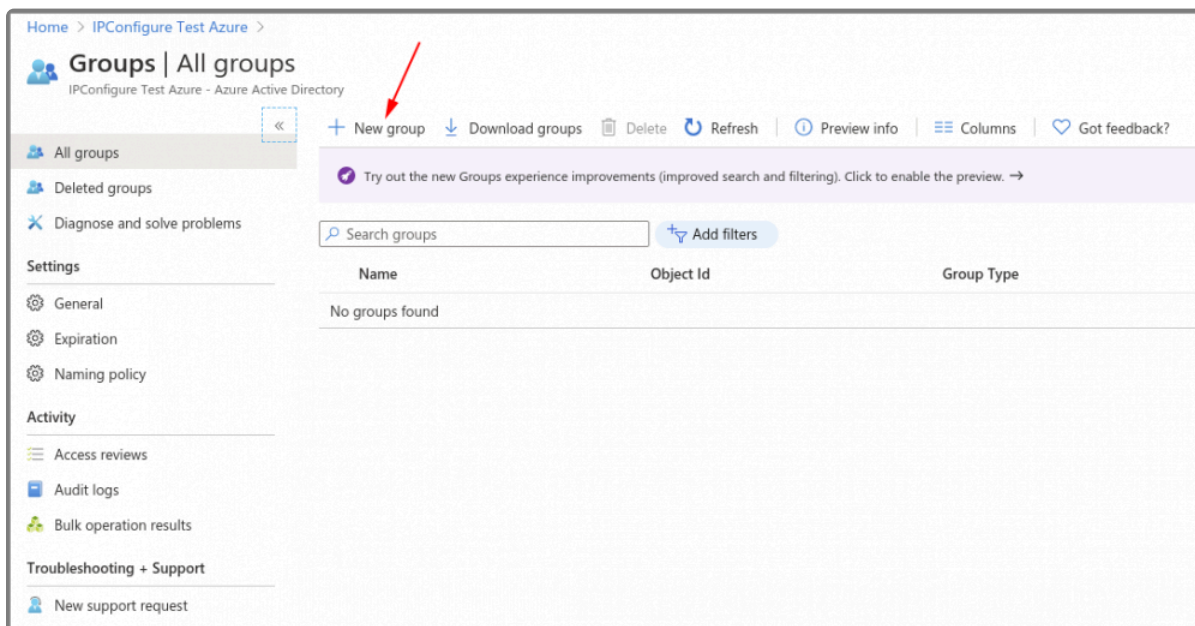 Home > IPConfigure Test Azure >
Groups | All groups
IPConfigure Test Azure - Azure Active Directory
«
All groups
Deleted groups
Diagnose and solve problems
Settings
General
Expiration
Naming policy
Activity
Access reviews
Audit logs
Bulk operation results
Troubleshooting + Support
New support request
+ New group Download groups Delete Refresh Preview info Columns Got feedback?
Try out the new Groups experience improvements (improved search and filtering). Click to enable the preview. →
Search groups Add filters
Name Object Id Group Type
No groups found